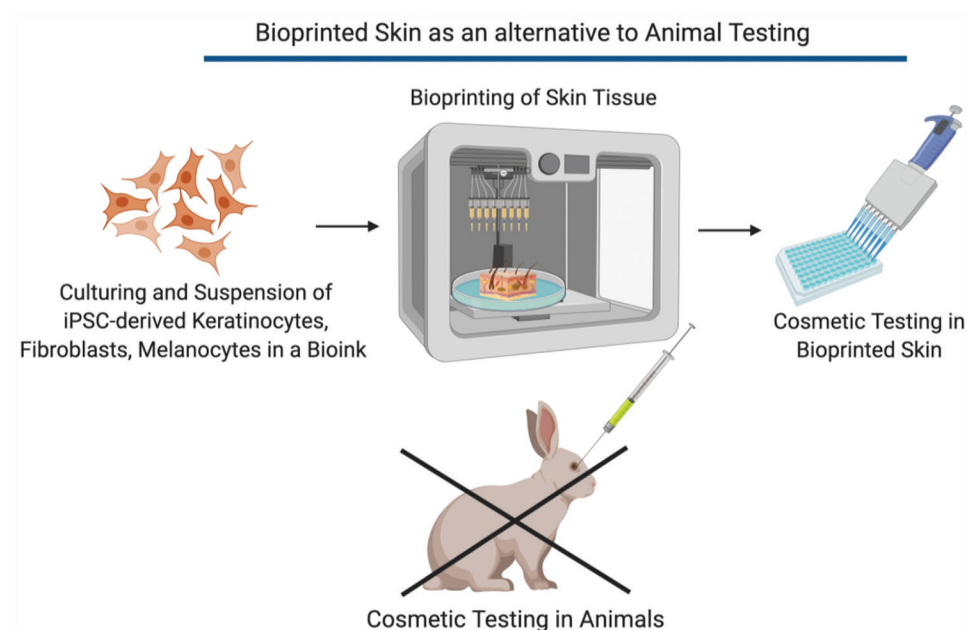 Bioprinted Skin as an alternative to Animal Testing
Bioprinting of Skin Tissue
Culturing and Suspension of
iPSC-derived Keratinocytes,
Fibroblasts, Melanocytes in a Bioink
Cosmetic Testing in
Bioprinted Skin
Cosmetic Testing in Animals